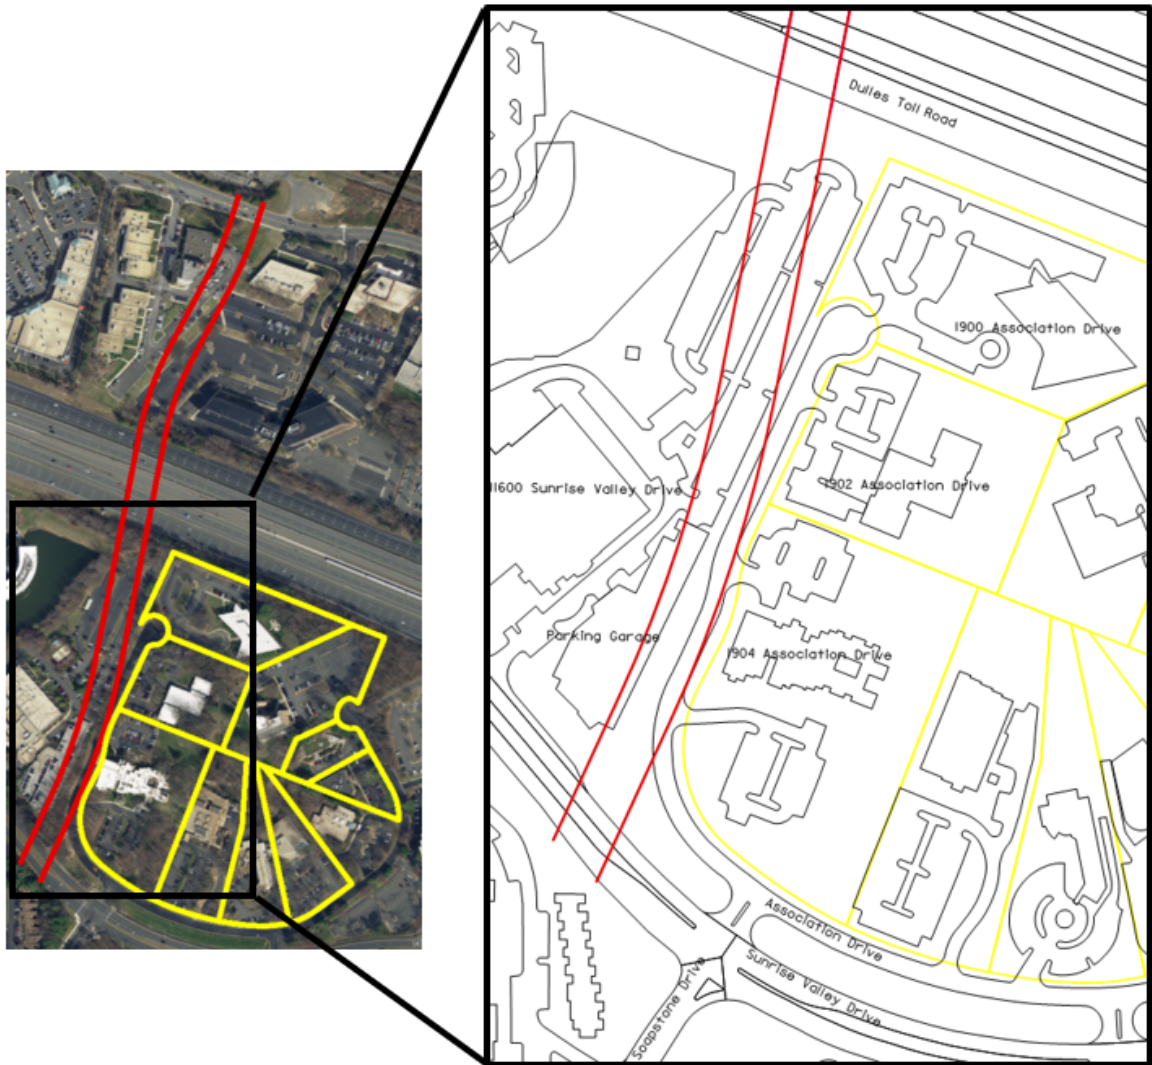 Dulles Toll Road
1900 Association Drive
11600 Sunrise Valley Drive
1902 Association Drive
Parking Garage
1904 Association Drive
Association Drive
Sunrise Valley Drive
Soapstone Drive